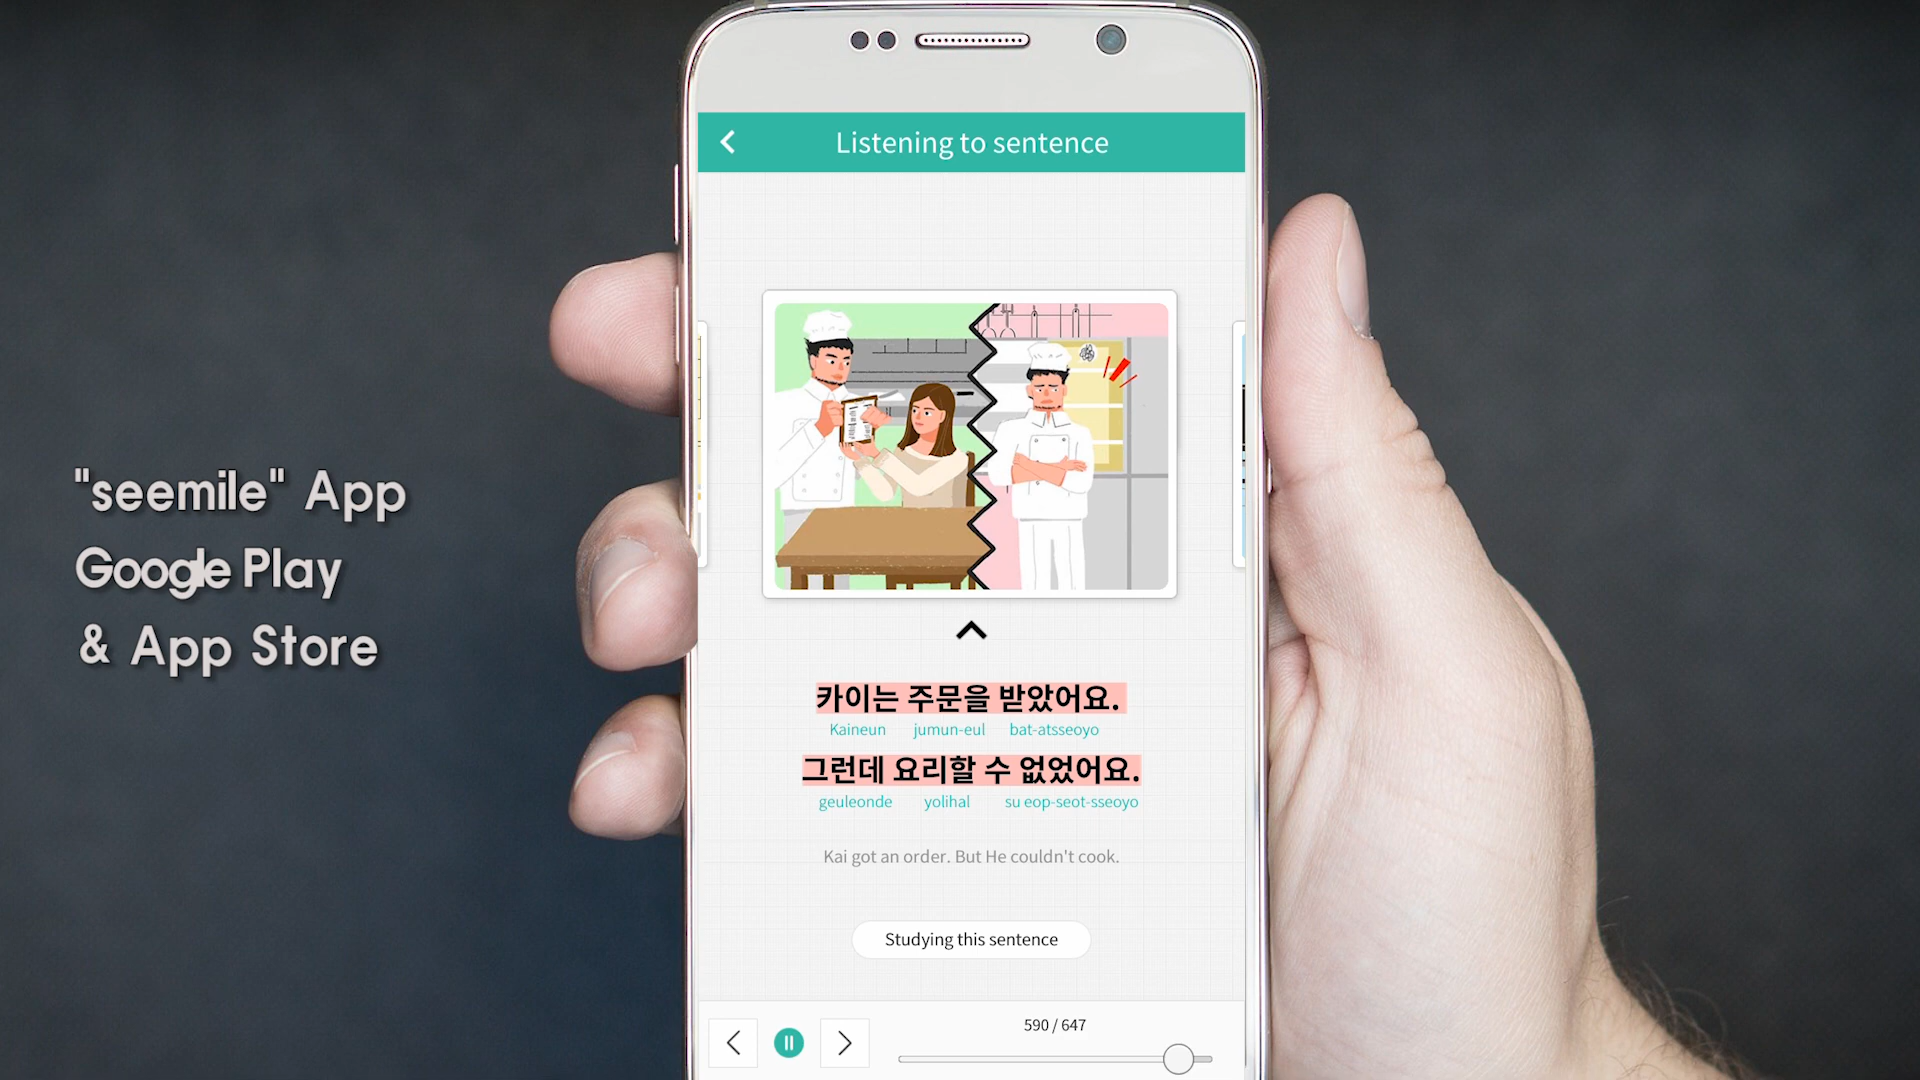 "seemile" App
Google Play
& App Store
Listening to sentence
카이는 주문을 받았어요.
Kaineun jumun-eul bat-atsseoyo
그런데 요리할 수 없었어요.
geuleonde yolihal su eop-seot-sseoyo
Kai got an order. But He couldn't cook.
Studying this sentence
590 / 647